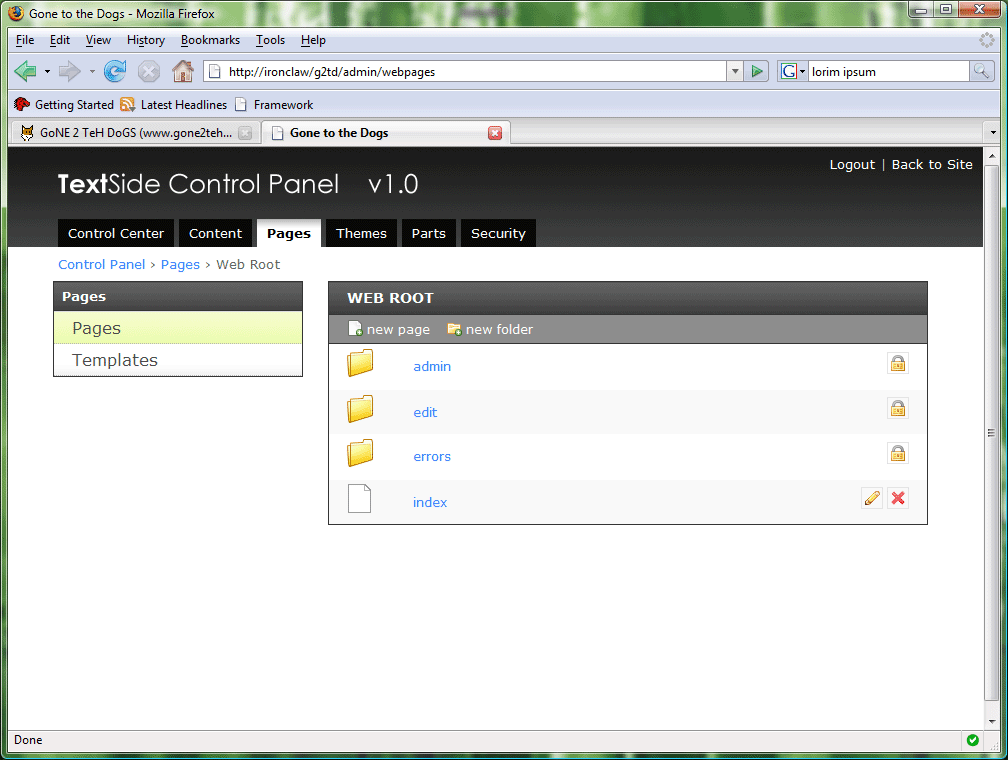 Gone to the Dogs - Mozilla Firefox
File Edit View History Bookmarks Tools Help
http://ironclaw/g2td/admin/webpages
G lorim ipsum
Getting Started Latest Headlines Framework
GoNE 2 TeH DoGS (www.gone2teh... Gone to the Dogs
Logout | Back to Site
TextSide Control Panel v1.0
Control Center Content Pages Themes Parts Security
Control Panel › Pages › Web Root
Pages
Pages
Templates
WEB ROOT
new page new folder
admin
edit
errors
index
Done